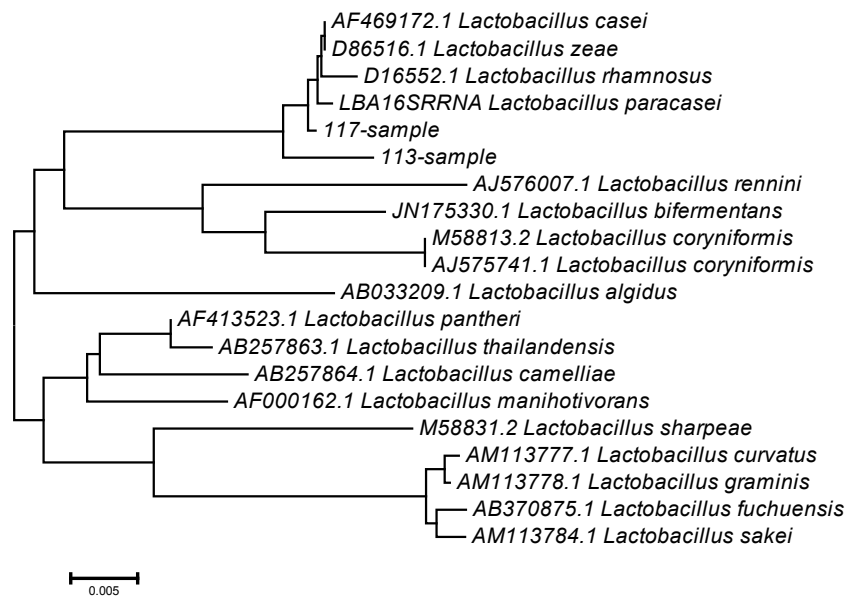 AF469172.1 Lactobacillus casei
D86516.1 Lactobacillus zeae
D16552.1 Lactobacillus rhamnosus
LBA16SRRNA Lactobacillus paracasei
117-sample
113-sample
AJ576007.1 Lactobacillus rennini
JN175330.1 Lactobacillus bifermentans
M58813.2 Lactobacillus coryniformis
AJ575741.1 Lactobacillus coryniformis
AB033209.1 Lactobacillus algidus
AF413523.1 Lactobacillus pantheri
AB257863.1 Lactobacillus thailandensis
AB257864.1 Lactobacillus camelliae
AF000162.1 Lactobacillus manihotivorans
M58831.2 Lactobacillus sharpeae
AM113777.1 Lactobacillus curvatus
AM113778.1 Lactobacillus graminis
AB370875.1 Lactobacillus fuchuensis
AM113784.1 Lactobacillus sakei
0.005